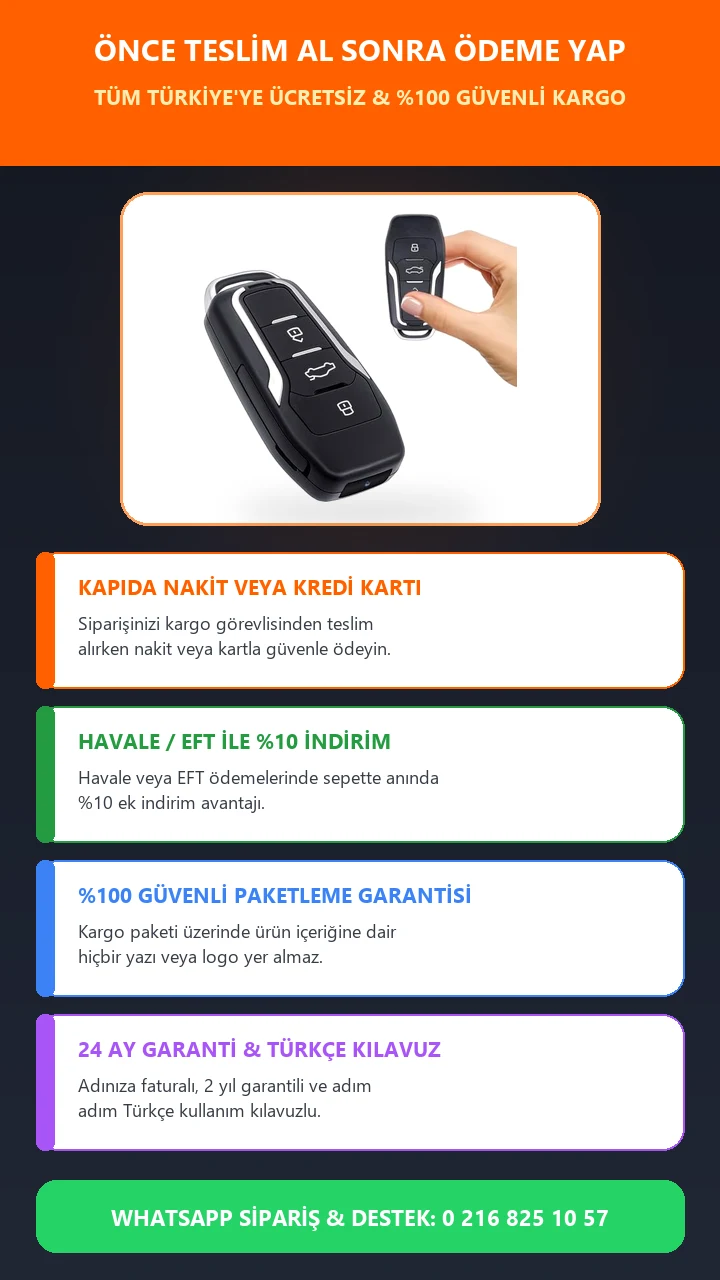 ÖNCE TESLİM AL SONRA ÖDEME YAP
TÜM TÜRKİYE'YE ÜCRETSİZ & %100 GÜVENLİ KARGO
KAPIDA NAKİT VEYA KREDİ KARTI
Siparişinizi kargo görevlisinden teslim
alırken nakit veya kartla güvenle ödeyin.
HAVALE / EFT İLE %10 İNDİRİM
Havale veya EFT ödemelerinde sepette anında
%10 ek indirim avantajı.
%100 GÜVENLİ PAKETLEME GARANTİSİ
Kargo paketi üzerinde ürün içeriğine dair
hiçbir yazı veya logo yer almaz.
24 AY GARANTİ & TÜRKÇE KILAVUZ
Adınıza faturalı, 2 yıl garantili ve adım
adım Türkçe kullanım kılavuzlu.
WHATSAPP SİPARİŞ & DESTEK: 0 216 825 10 57